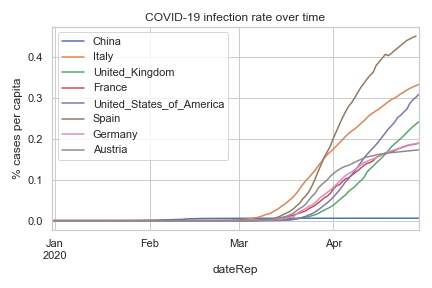 COVID-19 infection rate over time
% cases per capita
0.4
0.3
0.2
0.1
0.0
China
Italy
United_Kingdom
France
United_States_of_America
Spain
Germany
Austria
Jan
2020
Feb
Mar
Apr
dateRep